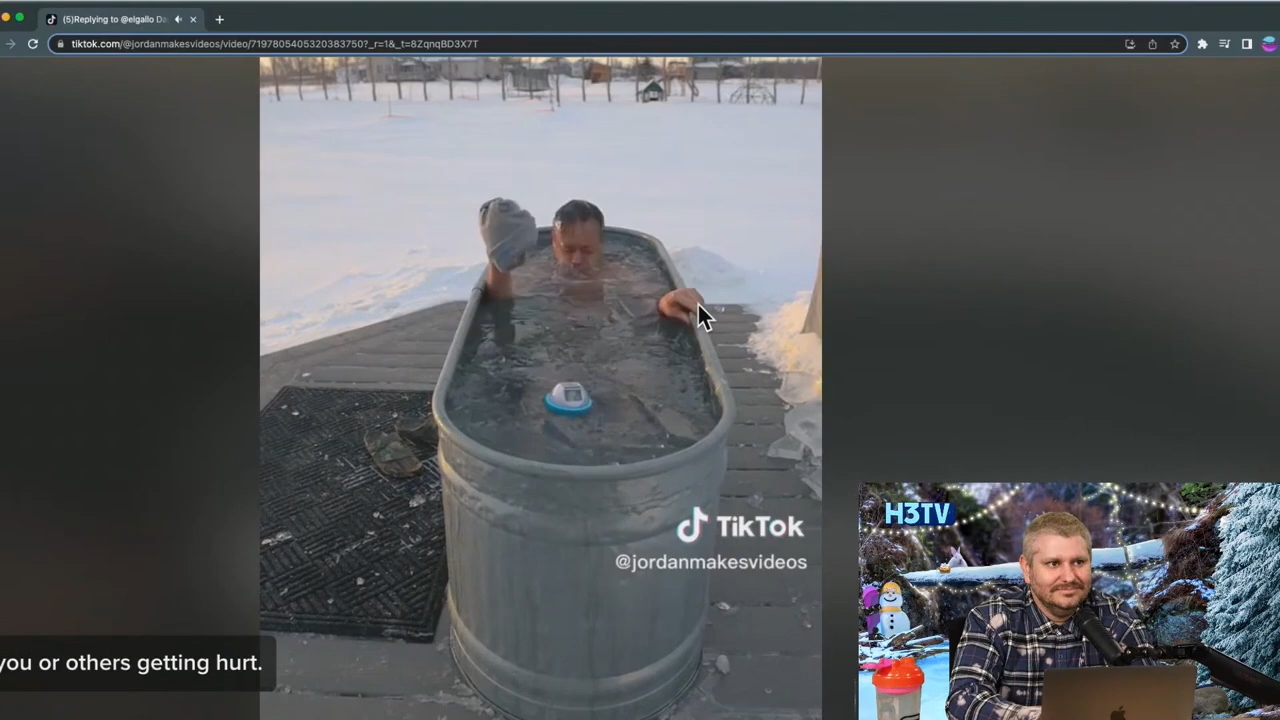 (5)Replying to @elgallo Da
tiktok.com/@jordanmakesvideos/video/7197805405320383750?_r=1&_t=8ZqnqBD3X7T
TikTok
@jordanmakesvideos
H3TV
you or others getting hurt.